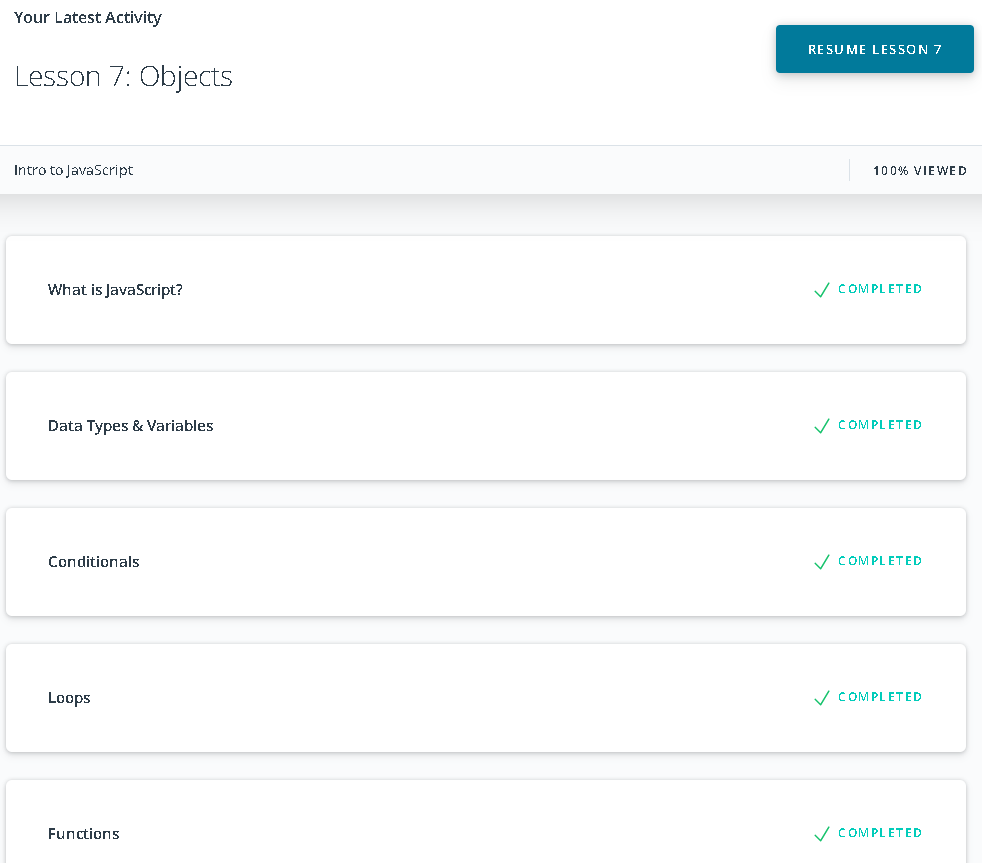 Your Latest Activity
RESUME LESSON 7
Lesson 7: Objects
Intro to JavaScript
100% VIEWED
What is JavaScript?
COMPLETED
Data Types & Variables
COMPLETED
Conditionals
COMPLETED
Loops
COMPLETED
Functions
COMPLETED